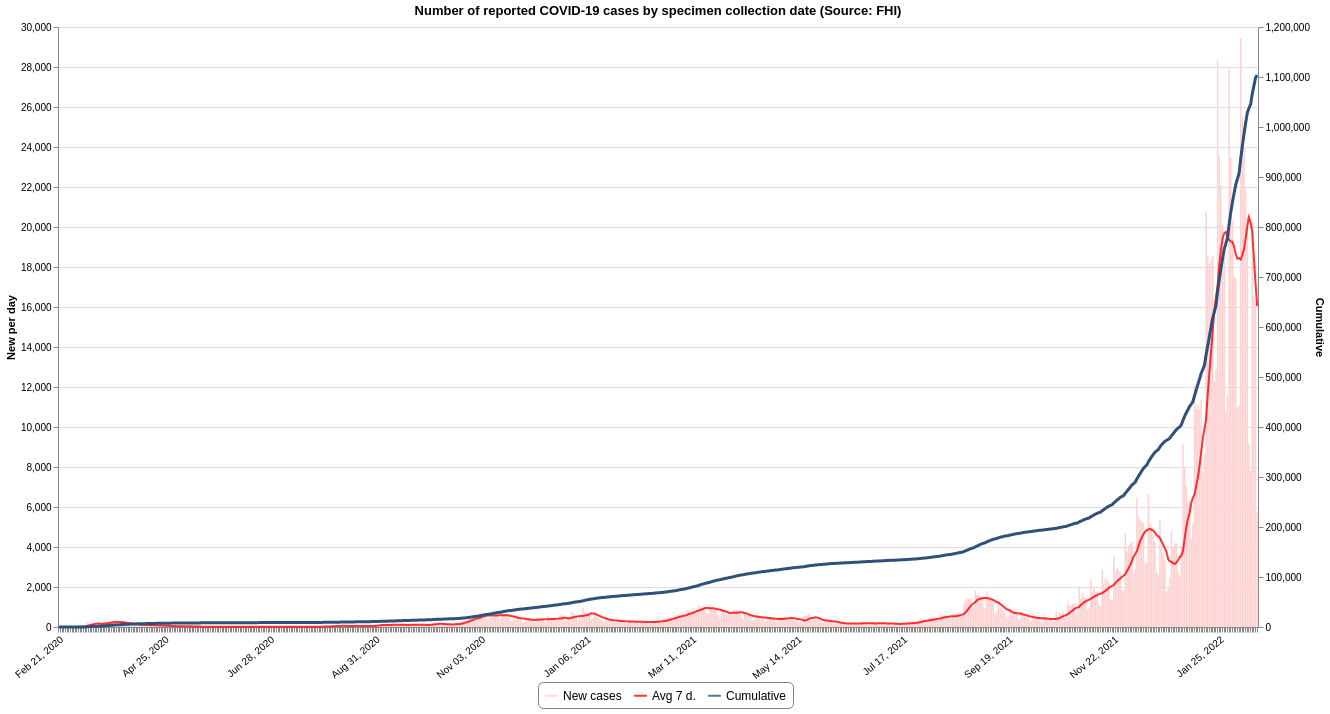 Number of reported COVID-19 cases by specimen collection date (Source: FHI)
30,000
28,000
26,000
24,000
22,000
20,000
18,000
16,000
14,000
12,000
10,000
8,000
6,000
4,000
2,000
0
New per day
1,200,000
1,100,000
1,000,000
900,000
800,000
700,000
600,000
500,000
400,000
300,000
200,000
100,000
0
Cumulative
Feb 21, 2020
Apr 25, 2020
Jun 28, 2020
Aug 31, 2020
Nov 03, 2020
Jan 06, 2021
Mar 11, 2021
May 14, 2021
Jul 17, 2021
Sep 19, 2021
Nov 22, 2021
Jan 25, 2022
New cases Avg 7 d. Cumulative